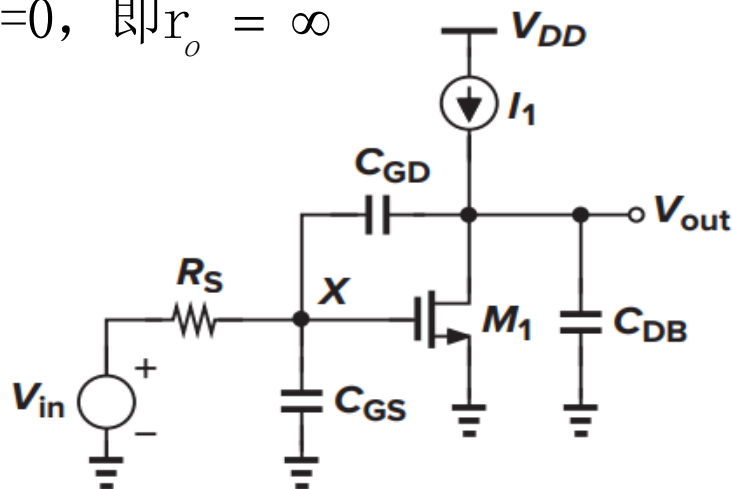 =0, 即r_o = ∞
V_DD
I_1
C_GD
V_out
R_S
X
M_1
C_DB
+
V_in
C_GS
−